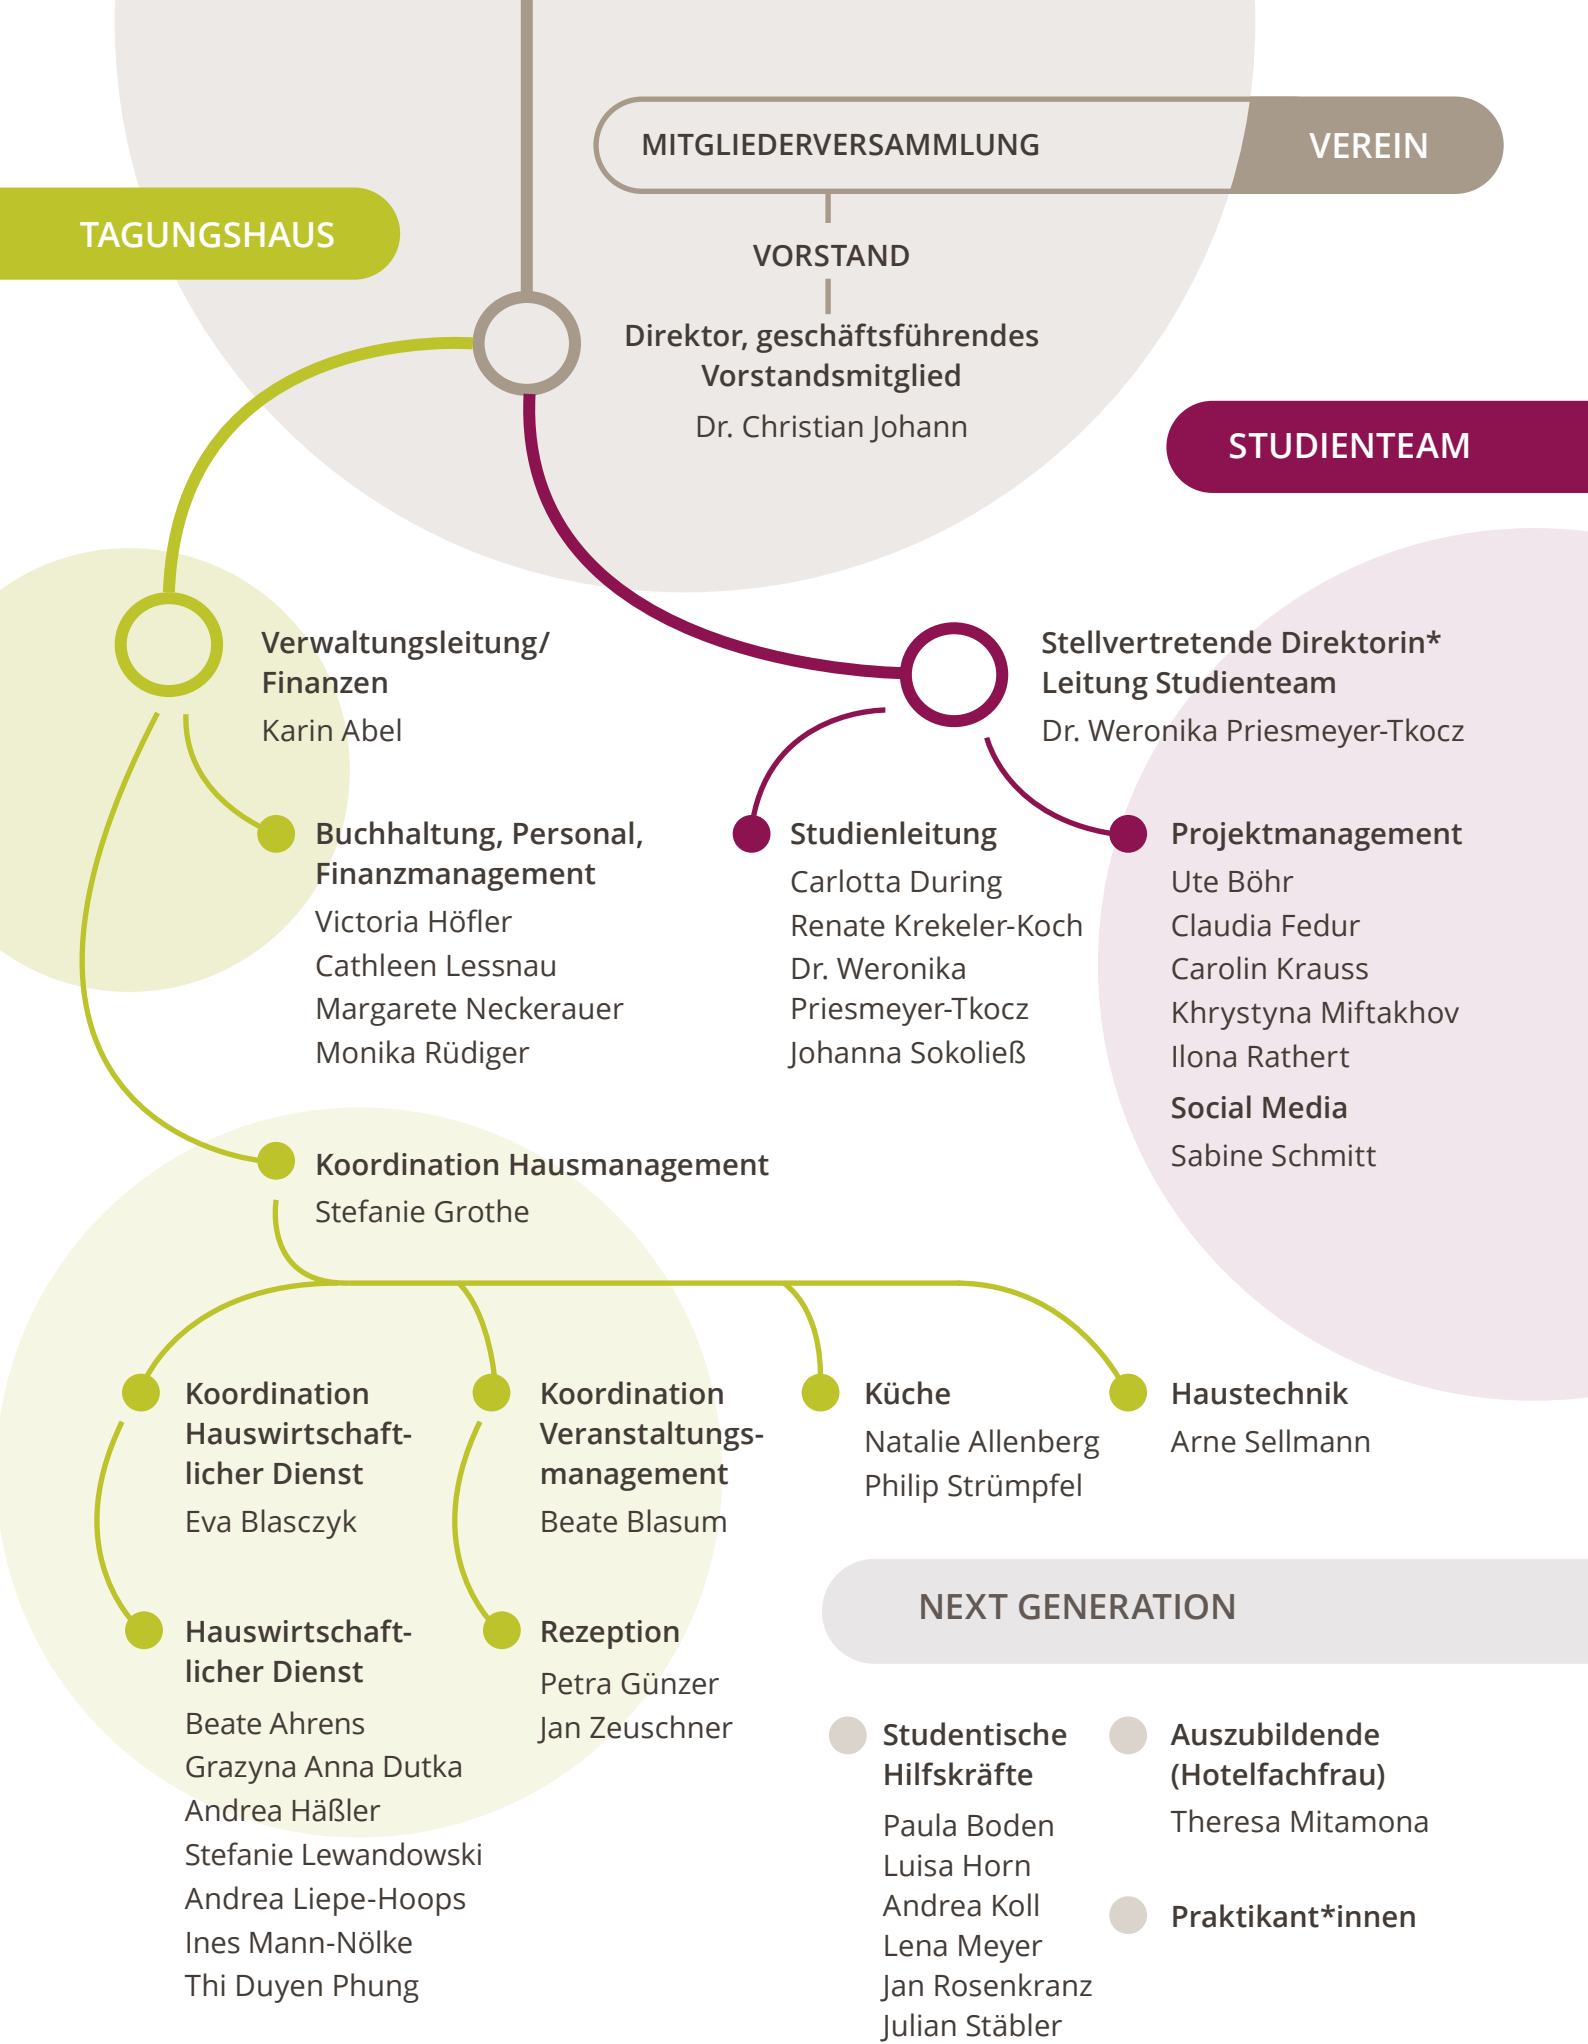 MITGLIEDERVERSAMMLUNG
VEREIN
TAGUNGSHAUS
VORSTAND
Direktor, geschäftsführendes
Vorstandsmitglied
Dr. Christian Johann
STUDIENTEAM
Verwaltungsleitung/
Finanzen
Karin Abel
Stellvertretende Direktorin*
Leitung Studienteam
Dr. Weronika Priesmeyer-Tkocz
Buchhaltung, Personal,
Finanzmanagement
Victoria Höfler
Cathleen Lessnau
Margarete Neckerauer
Monika Rüdiger
Studienleitung
Carlotta During
Renate Krekeler-Koch
Dr. Weronika
Priesmeyer-Tkocz
Johanna Sokoließ
Projektmanagement
Ute Böhr
Claudia Fedur
Carolin Krauss
Khrystyna Miftakhov
Ilona Rathert
Social Media
Sabine Schmitt
Koordination Hausmanagement
Stefanie Grothe
Koordination
Hauswirtschaft-
licher Dienst
Eva Blasczyk
Koordination
Veranstaltungs-
management
Beate Blasum
Küche
Natalie Allenberg
Philip Strümpfel
Haustechnik
Arne Sellmann
Hauswirtschaft-
licher Dienst
Beate Ahrens
Grazyna Anna Dutka
Andrea Häßler
Stefanie Lewandowski
Andrea Liepe-Hoops
Ines Mann-Nölke
Thi Duyen Phung
Rezeption
Petra Günzer
Jan Zeuschner
NEXT GENERATION
Studentische
Hilfskräfte
Paula Boden
Luisa Horn
Andrea Koll
Lena Meyer
Jan Rosenkranz
Julian Stäbler
Auszubildende
(Hotelfachfrau)
Theresa Mitamona
Praktikant*innen